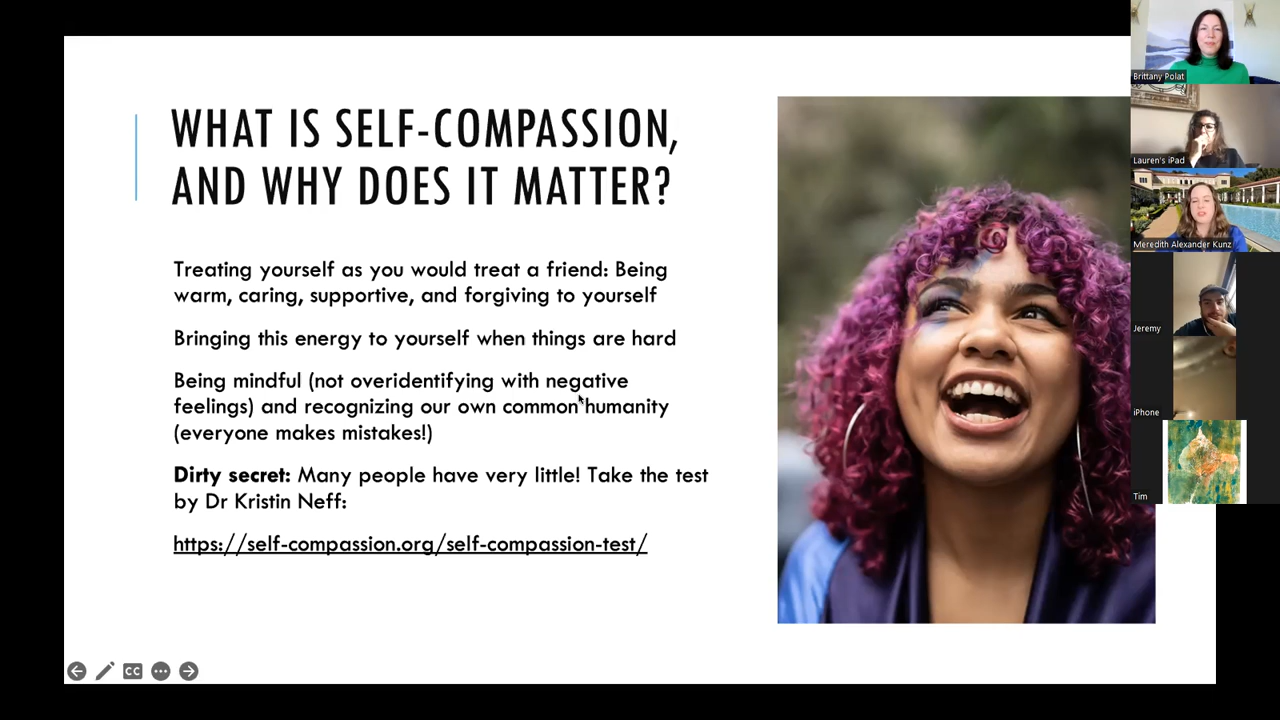 WHAT IS SELF-COMPASSION,
AND WHY DOES IT MATTER?
Treating yourself as you would treat a friend: Being
warm, caring, supportive, and forgiving to yourself
Bringing this energy to yourself when things are hard
Being mindful (not overidentifying with negative
feelings) and recognizing our own common humanity
(everyone makes mistakes!)
Dirty secret: Many people have very little! Take the test
by Dr Kristin Neff:
https://self-compassion.org/self-compassion-test/
CC
Brittany Polat
Lauren's iPad
Meredith Alexander Kunz
Jeremy
iPhone
Tim